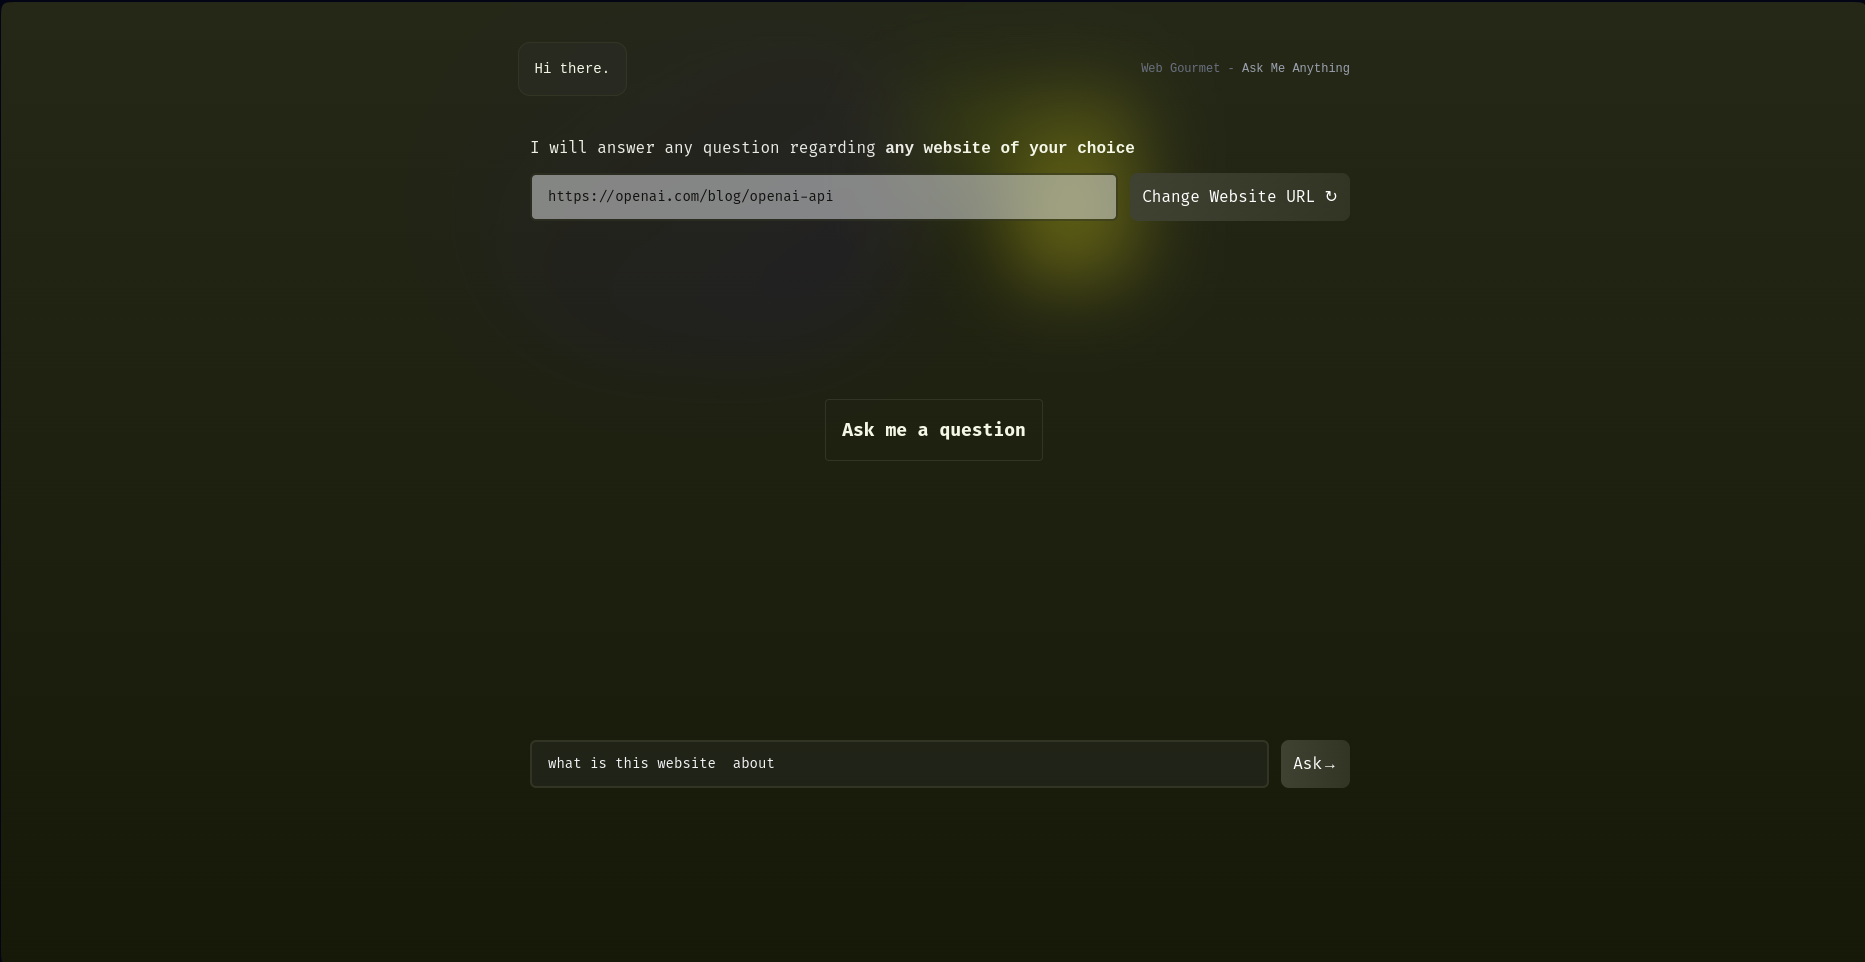 Hi there.
Web Gourmet - Ask Me Anything
I will answer any question regarding any website of your choice
https://openai.com/blog/openai-api
Change Website URL ↻
Ask me a question
what is this website  about
Ask→